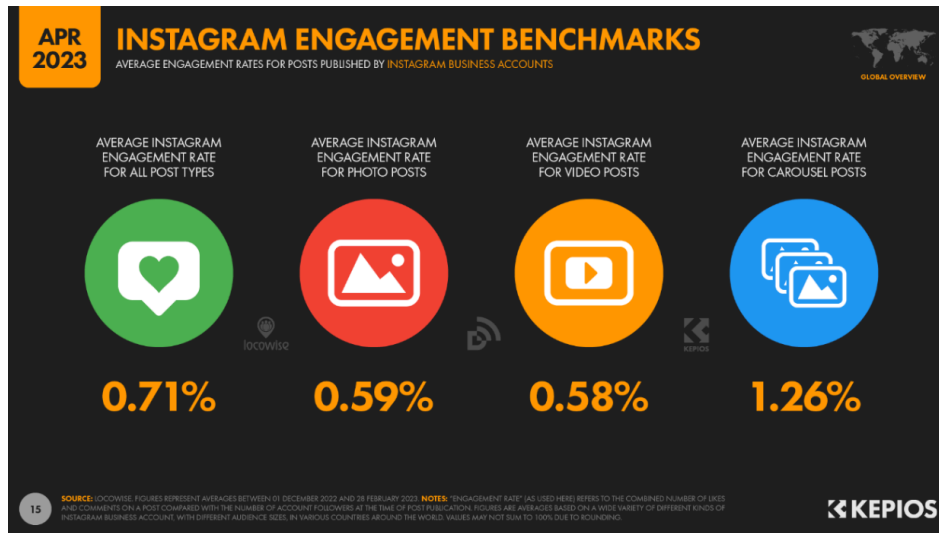 APR
2023
INSTAGRAM ENGAGEMENT BENCHMARKS
AVERAGE ENGAGEMENT RATES FOR POSTS PUBLISHED BY INSTAGRAM BUSINESS ACCOUNTS
GLOBAL OVERVIEW
AVERAGE INSTAGRAM
ENGAGEMENT RATE
FOR ALL POST TYPES
AVERAGE INSTAGRAM
ENGAGEMENT RATE
FOR PHOTO POSTS
AVERAGE INSTAGRAM
ENGAGEMENT RATE
FOR VIDEO POSTS
AVERAGE INSTAGRAM
ENGAGEMENT RATE
FOR CAROUSEL POSTS
locowise
KEPIOS
0.71%
0.59%
0.58%
1.26%
15
SOURCE: LOCOWISE. FIGURES REPRESENT AVERAGES BETWEEN 01 DECEMBER 2022 AND 28 FEBRUARY 2023. NOTES: "ENGAGEMENT RATE" (AS USED HERE) REFERS TO THE COMBINED NUMBER OF LIKES
AND COMMENTS ON A POST COMPARED WITH THE NUMBER OF ACCOUNT FOLLOWERS AT THE TIME OF POST PUBLICATION. FIGURES ARE AVERAGES BASED ON A WIDE VARIETY OF DIFFERENT KINDS OF
INSTAGRAM BUSINESS ACCOUNT, WITH DIFFERENT AUDIENCE SIZES, IN VARIOUS COUNTRIES AROUND THE WORLD. VALUES MAY NOT SUM TO 100% DUE TO ROUNDING.
KEPIOS